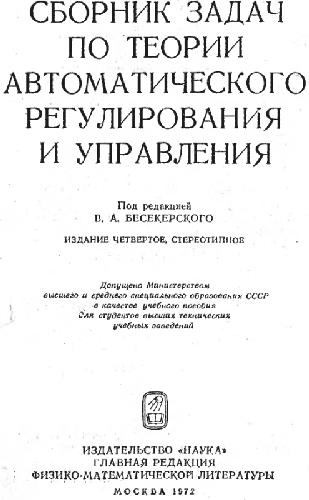 СБОРНИК ЗАДАЧ
ПО ТЕОРИИ
АВТОМАТИЧЕСКОГО
РЕГУЛИРОВАНИЯ
И УПРАВЛЕНИЯ
Под редакцией
В. А. БЕСЕКЕРСКОГО
ИЗДАНИЕ ЧЕТВЕРТОЕ, СТЕРЕОТИПНОЕ
Допущено Министерством
высшего и среднего специального образования СССР
в качестве учебного пособия
для студентов высших технических
учебных заведений
ИЗДАТЕЛЬСТВО «НАУКА»
ГЛАВНАЯ РЕДАКЦИЯ
ФИЗИКО-МАТЕМАТИЧЕСКОЙ ЛИТЕРАТУРЫ
МОСКВА 1972